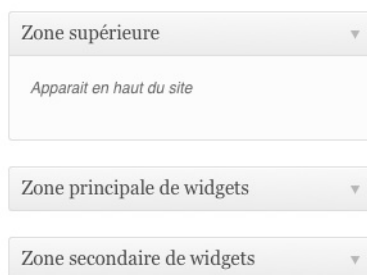 Zone supérieure
Apparait en haut du site
Zone principale de widgets
Zone secondaire de widgets